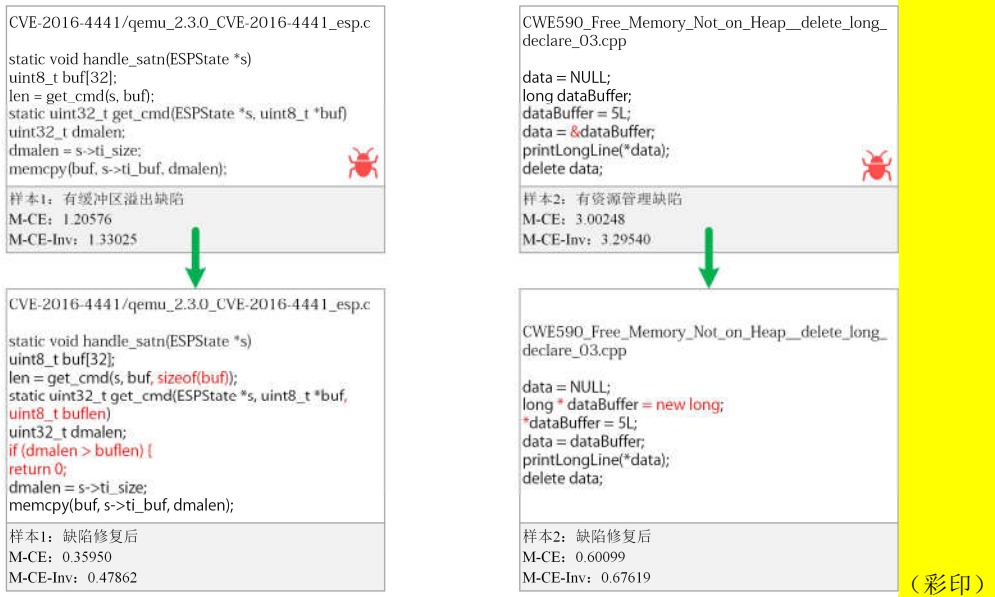 CVE-2016-4441/qemu_2.3.0_CVE-2016-4441_esp.c
static void handle_satn(ESPState *s)
uint8_t buf[32];
len = get_cmd(s, buf);
static uint32_t get_cmd(ESPState *s, uint8_t *buf)
uint32_t dmalen;
dmalen = s->ti_size;
memcpy(buf, s->ti_buf, dmalen);
样本1：有缓冲区溢出缺陷
M-CE：1.20576
M-CE-Inv：1.33025
CWE590_Free_Memory_Not_on_Heap__delete_long_
declare_03.cpp
data = NULL;
long dataBuffer;
dataBuffer = 5L;
data = &dataBuffer;
printLongLine(*data);
delete data;
样本2：有资源管理缺陷
M-CE：3.00248
M-CE-Inv：3.29540
CVE-2016-4441/qemu_2.3.0_CVE-2016-4441_esp.c
static void handle_satn(ESPState *s)
uint8_t buf[32];
len = get_cmd(s, buf, sizeof(buf));
static uint32_t get_cmd(ESPState *s, uint8_t *buf,
uint8_t buflen)
uint32_t dmalen;
if (dmalen > buflen) {
return 0;
dmalen = s->ti_size;
memcpy(buf, s->ti_buf, dmalen);
样本1：缺陷修复后
M-CE：0.35950
M-CE-Inv：0.47862
CWE590_Free_Memory_Not_on_Heap__delete_long_
declare_03.cpp
data = NULL;
long * dataBuffer = new long;
*dataBuffer = 5L;
data = dataBuffer;
printLongLine(*data);
delete data;
样本2：缺陷修复后
M-CE：0.60099
M-CE-Inv：0.67619
（彩印）